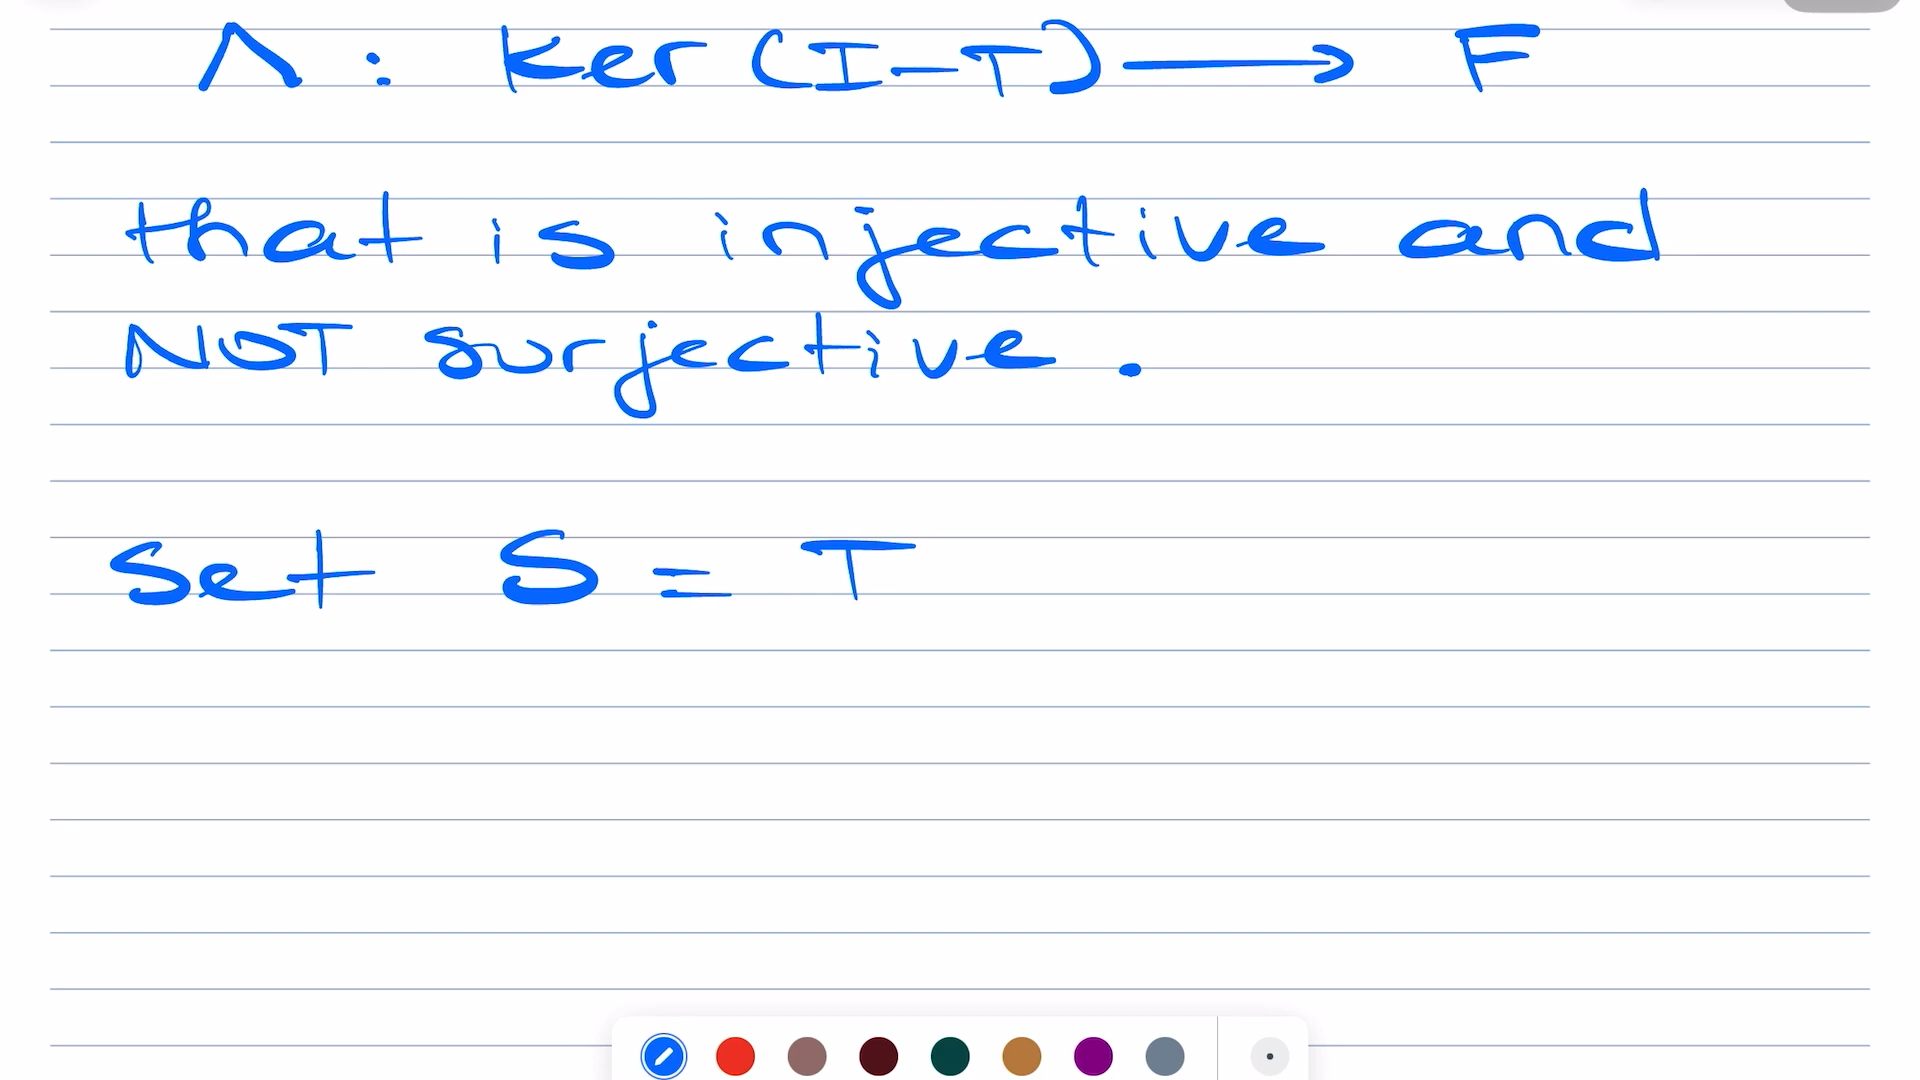 Λ : Ker (I-T) ⟶ F
that is injective and
NOT surjective.
Set S = T